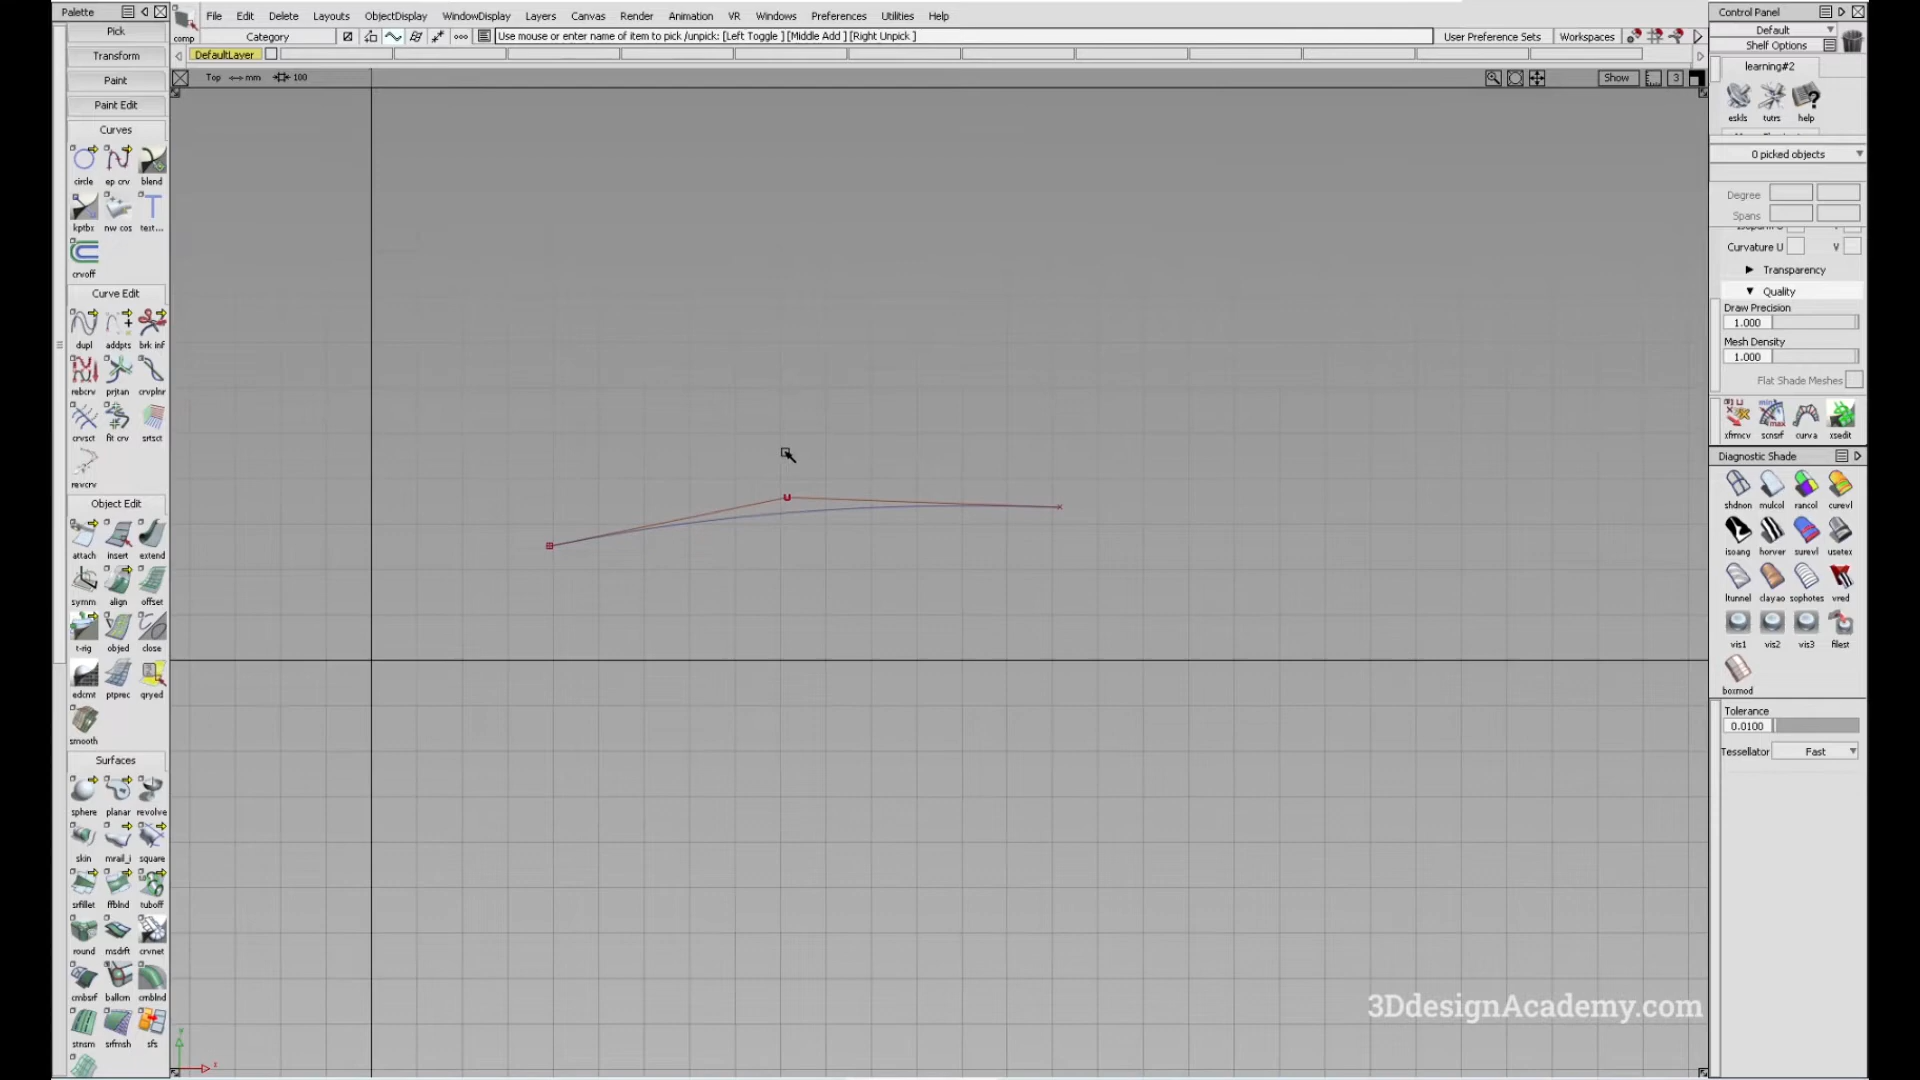 Palette
Pick
Transform
Paint
Paint Edit
Curves
circle ep crv blend
kptbx nw cos text...
crvoff
Curve Edit
dupl addpts brk inf
rebcrv prjtan crvplnr
crvsct fit crv srtsct
revcrv
Object Edit
attach insert extend
symm align offset
t-rig objed close
edcmt ptprec qryed
smooth
Surfaces
sphere planar revolve
skin mrail_i square
srfillet ffblnd tuboff
round msdrft crvnet
cmbsrf ballcrn cmblnd
stnsm srfmsh sfs
comp
File Edit Delete Layouts ObjectDisplay WindowDisplay Layers Canvas Render Animation VR Windows Preferences Utilities Help
Category
Use mouse or enter name of item to pick /unpick: [Left Toggle ] [Middle Add ] [Right Unpick ]
User Preference Sets Workspaces
DefaultLayer
Top mm 100
Show 3
3DdesignAcademy.com
Control Panel
Default
Shelf Options
learning#2
eskls tutrs help
0 picked objects
Degree
Spans
Curvature U V
Transparency
Quality
Draw Precision
1.000
Mesh Density
1.000
Flat Shade Meshes
xfrmcv scnsrf curva xsedit
Diagnostic Shade
shdnon mulcol rancol curevl
isoang horver surevl usetex
ltunnel clayao sophotes vred
vis1 vis2 vis3 filest
boxmod
Tolerance
0.0100
Tessellator Fast